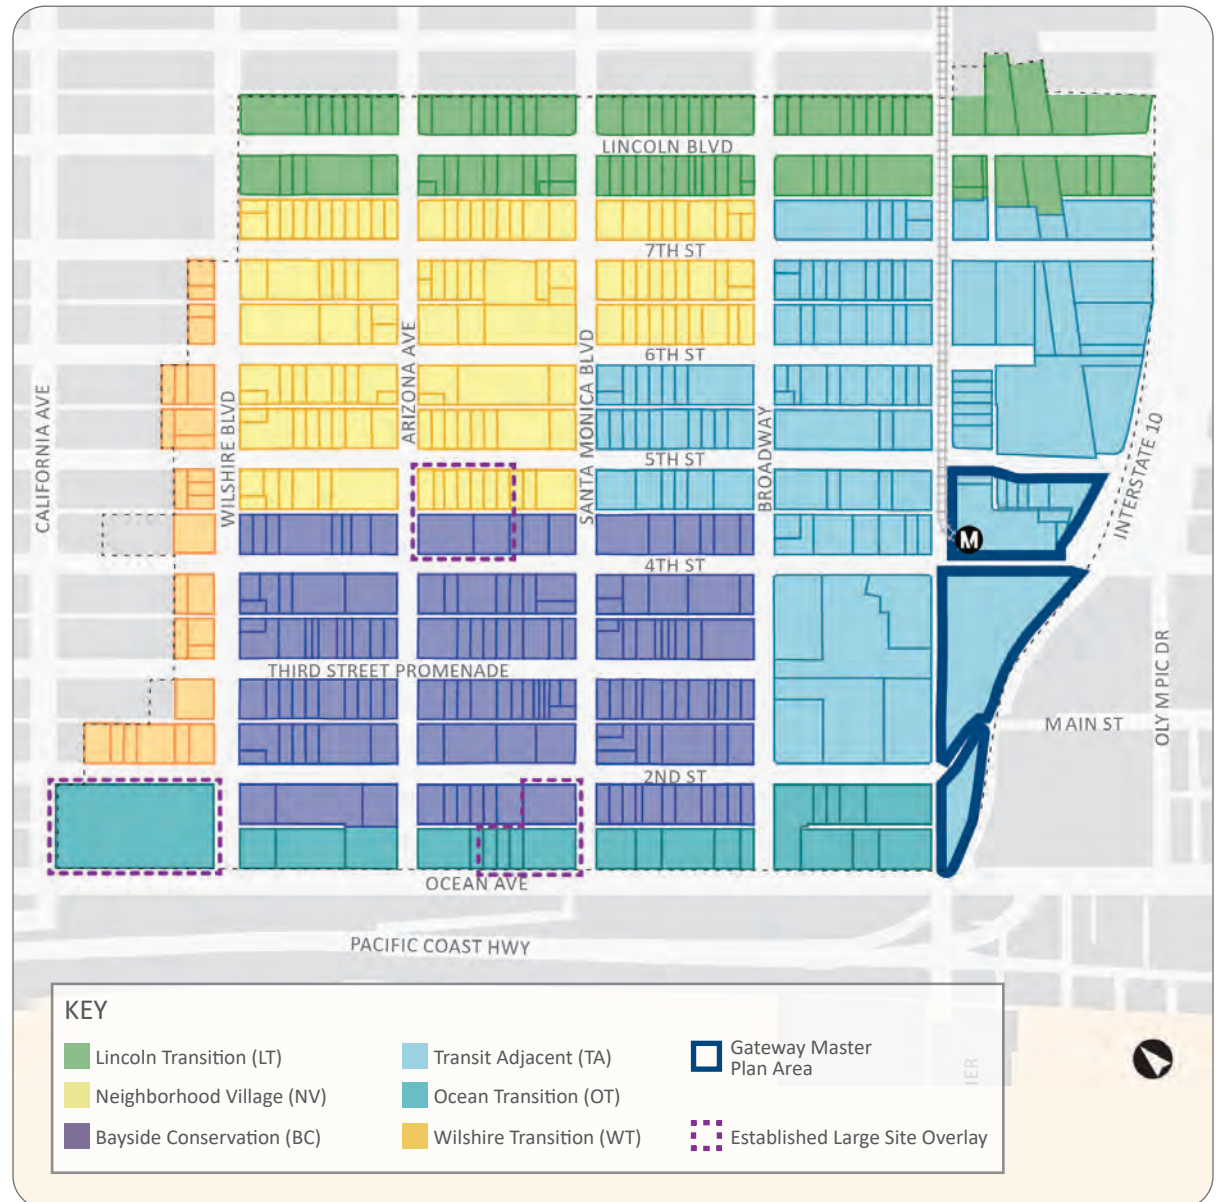 LINCOLN BLVD
7TH ST
6TH ST
5TH ST
4TH ST
THIRD STREET PROMENADE
2ND ST
OCEAN AVE
PACIFIC COAST HWY
CALIFORNIA AVE
WILSHIRE BLVD
ARIZONA AVE
SANTA MONICA BLVD
BROADWAY
INTERSTATE 10
OLYMPIC DR
MAIN ST
M
KEY
Lincoln Transition (LT)
Neighborhood Village (NV)
Bayside Conservation (BC)
Transit Adjacent (TA)
Ocean Transition (OT)
Wilshire Transition (WT)
Gateway Master
Plan Area
Established Large Site Overlay